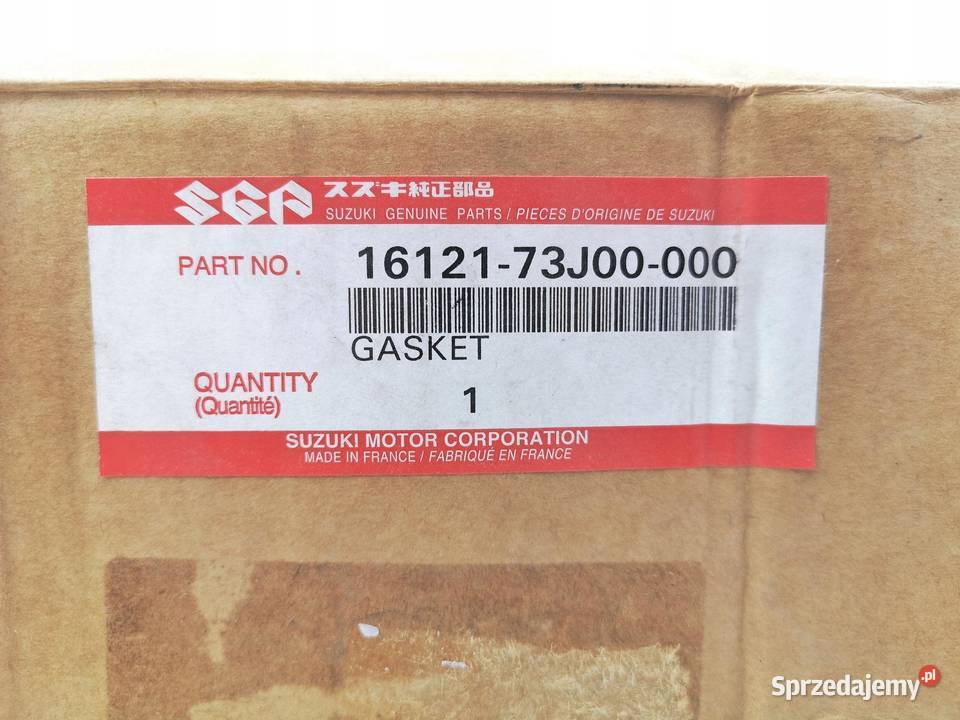 SGP スズキ純正部品
SUZUKI GENUINE PARTS / PIECES D'ORIGINE DE SUZUKI
PART NO. 16121-73J00-000
GASKET
QUANTITY
(Quantité) 1
SUZUKI MOTOR CORPORATION
MADE IN FRANCE / FABRIQUÉ EN FRANCE
Sprzedajemy.pl